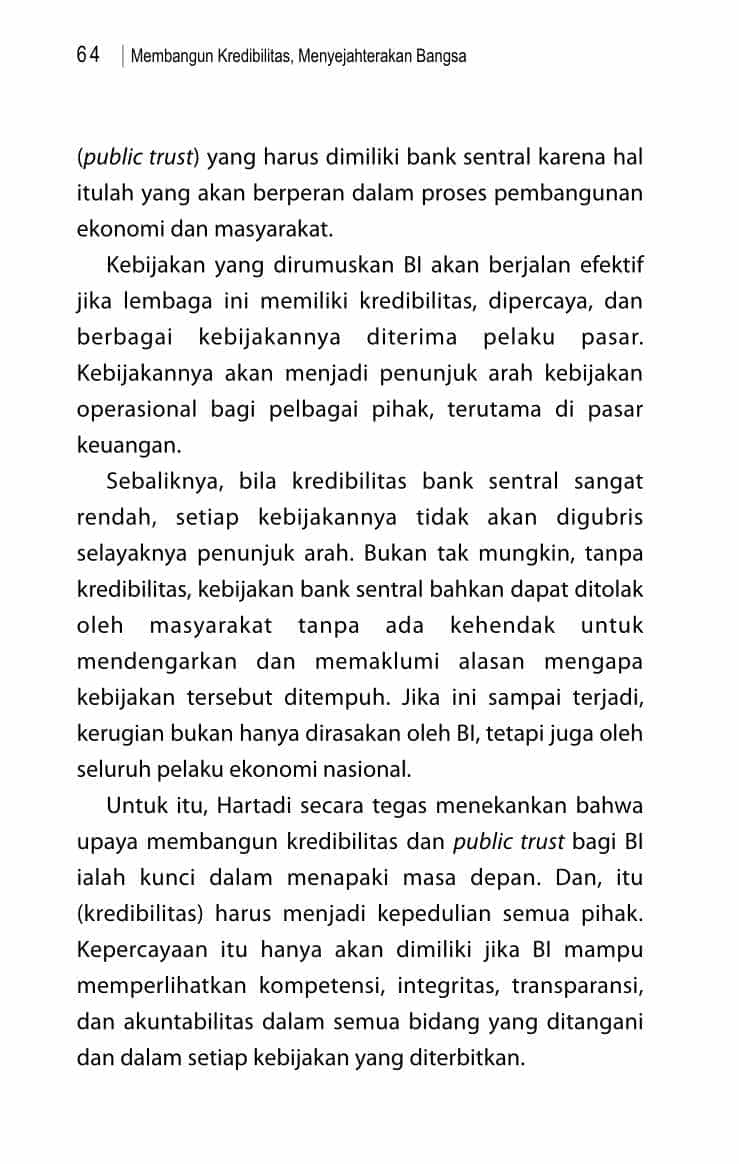 64 | Membangun Kredibilitas, Menyejahterakan Bangsa
(public trust) yang harus dimiliki bank sentral karena hal
itulah yang akan berperan dalam proses pembangunan
ekonomi dan masyarakat.
Kebijakan yang dirumuskan BI akan berjalan efektif
jika lembaga ini memiliki kredibilitas, dipercaya, dan
berbagai kebijakannya diterima pelaku pasar.
Kebijakannya akan menjadi penunjuk arah kebijakan
operasional bagi pelbagai pihak, terutama di pasar
keuangan.
Sebaliknya, bila kredibilitas bank sentral sangat
rendah, setiap kebijakannya tidak akan digubris
selayaknya penunjuk arah. Bukan tak mungkin, tanpa
kredibilitas, kebijakan bank sentral bahkan dapat ditolak
oleh masyarakat tanpa ada kehendak untuk
mendengarkan dan memaklumi alasan mengapa
kebijakan tersebut ditempuh. Jika ini sampai terjadi,
kerugian bukan hanya dirasakan oleh BI, tetapi juga oleh
seluruh pelaku ekonomi nasional.
Untuk itu, Hartadi secara tegas menekankan bahwa
upaya membangun kredibilitas dan public trust bagi BI
ialah kunci dalam menapaki masa depan. Dan, itu
(kredibilitas) harus menjadi kepedulian semua pihak.
Kepercayaan itu hanya akan dimiliki jika BI mampu
memperlihatkan kompetensi, integritas, transparansi,
dan akuntabilitas dalam semua bidang yang ditangani
dan dalam setiap kebijakan yang diterbitkan.